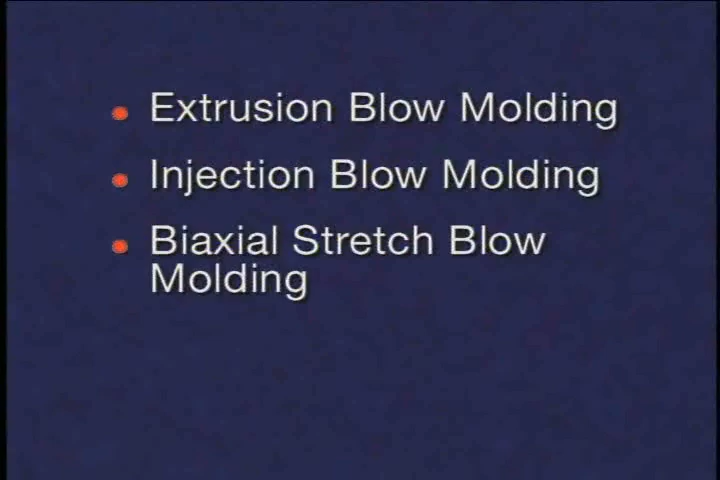 Extrusion Blow Molding
Injection Blow Molding
Biaxial Stretch Blow
Molding